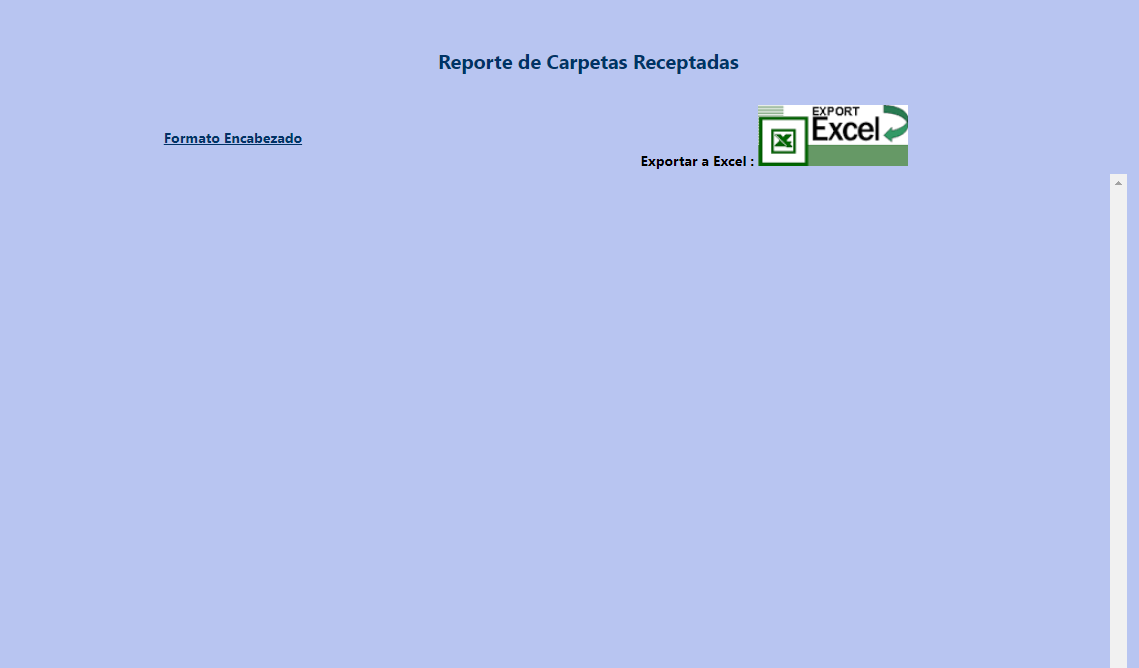 Reporte de Carpetas Receptadas
Formato Encabezado
Exportar a Excel :
EXPORT
Excel